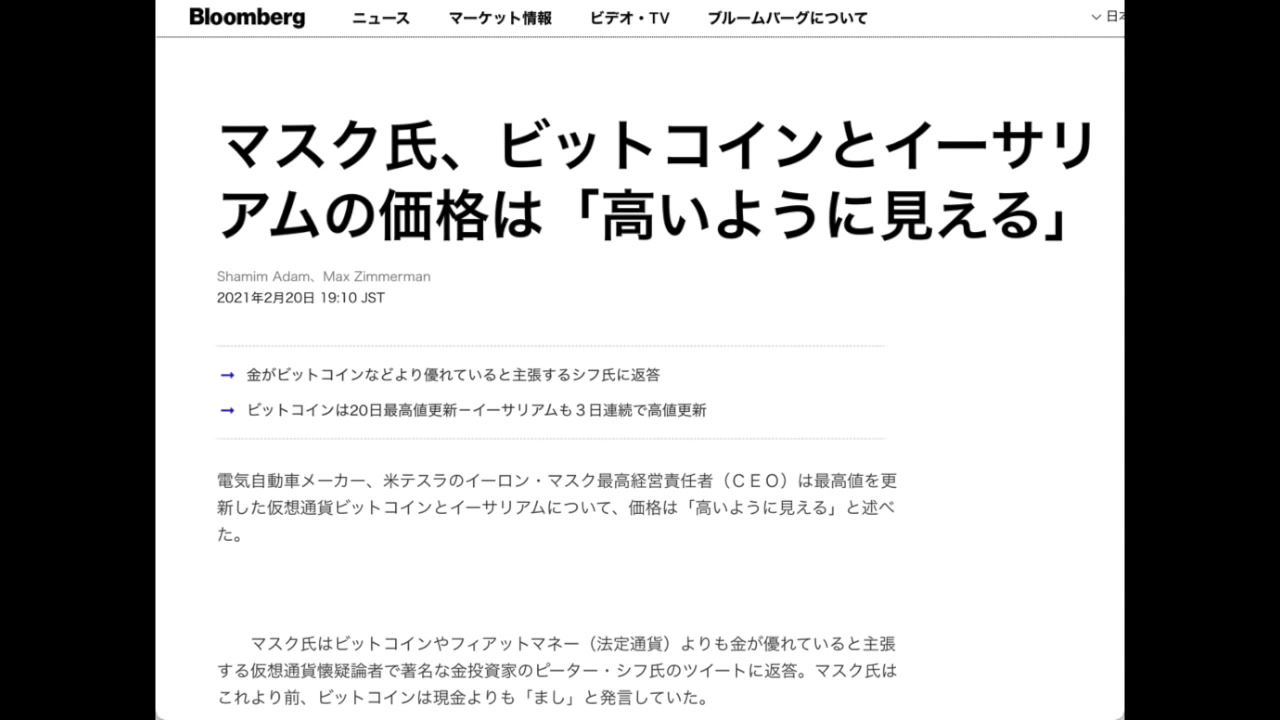 Bloomberg ニュース マーケット情報 ビデオ・TV ブルームバーグについて
マスク氏、ビットコインとイーサリ
アムの価格は「高いように見える」
Shamim Adam、Max Zimmerman
2021年2月20日 19:10 JST
→ 金がビットコインなどより優れていると主張するシフ氏に返答
→ ビットコインは20日最高値更新－イーサリアムも３日連続で高値更新
電気自動車メーカー、米テスラのイーロン・マスク最高経営責任者（ＣＥＯ）は最高値を更
新した仮想通貨ビットコインとイーサリアムについて、価格は「高いように見える」と述べ
た。
マスク氏はビットコインやフィアットマネー（法定通貨）よりも金が優れていると主張
する仮想通貨懐疑論者で著名な金投資家のピーター・シフ氏のツイートに返答。マスク氏は
これより前、ビットコインは現金よりも「まし」と発言していた。